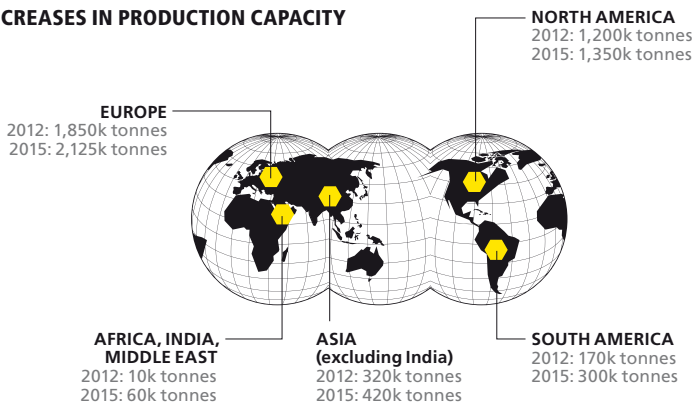 CREASES IN PRODUCTION CAPACITY
NORTH AMERICA
2012: 1,200k tonnes
2015: 1,350k tonnes
EUROPE
2012: 1,850k tonnes
2015: 2,125k tonnes
AFRICA, INDIA,
MIDDLE EAST
2012: 10k tonnes
2015: 60k tonnes
ASIA
(excluding India)
2012: 320k tonnes
2015: 420k tonnes
SOUTH AMERICA
2012: 170k tonnes
2015: 300k tonnes